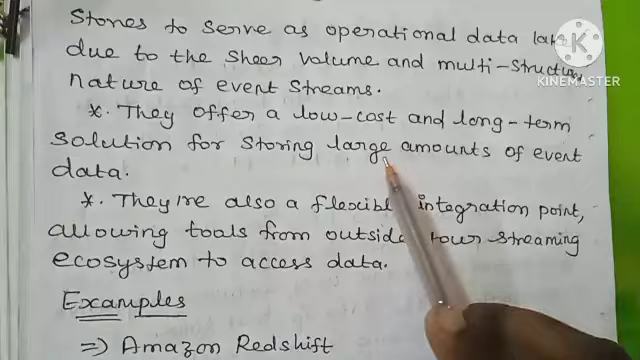 Stones to serve as operational data
due to the sheer volume and multi-structu
nature of event streams.
*. They offer a low-cost and long-term
solution for storing large amounts of event
data.
*. They're also a flexible integration point,
allowing tools from outside your streaming
ecosystem to access data.
Examples
=) Amazon Redshift
KINEMASTER